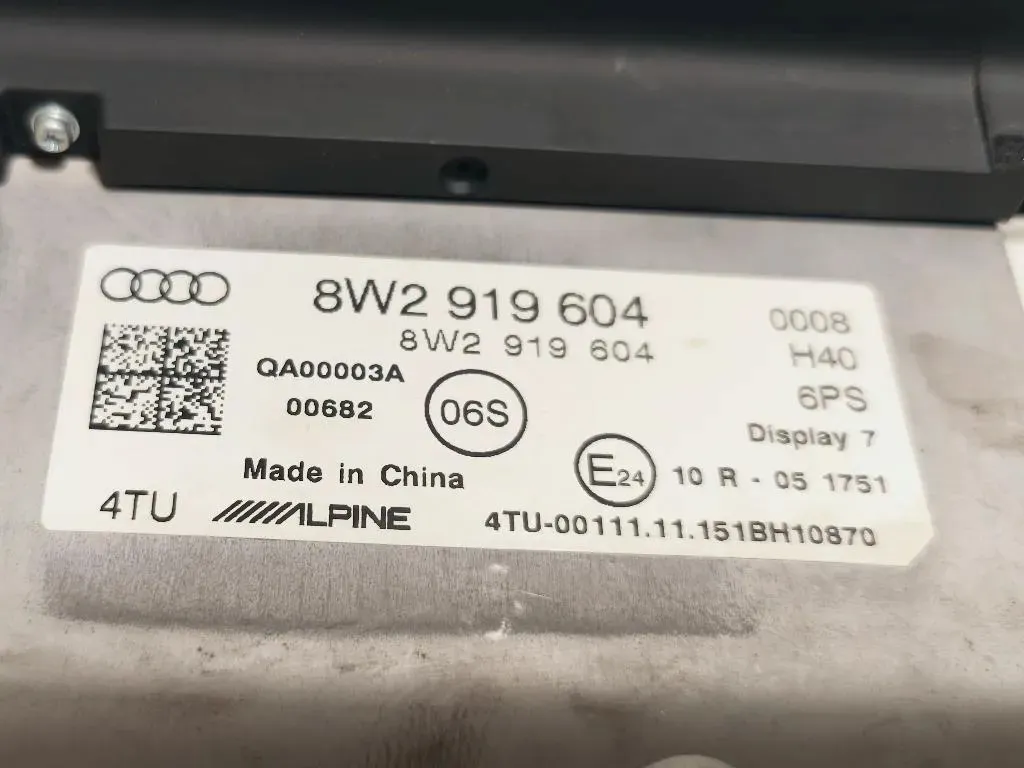 8W2 919 604
8W2 919 604
0008
H40
6PS
Display 7
QA00003A
00682
06S
Made in China
E24 10 R - 05 1751
4TU ALPINE 4TU-00111.11.151BH10870